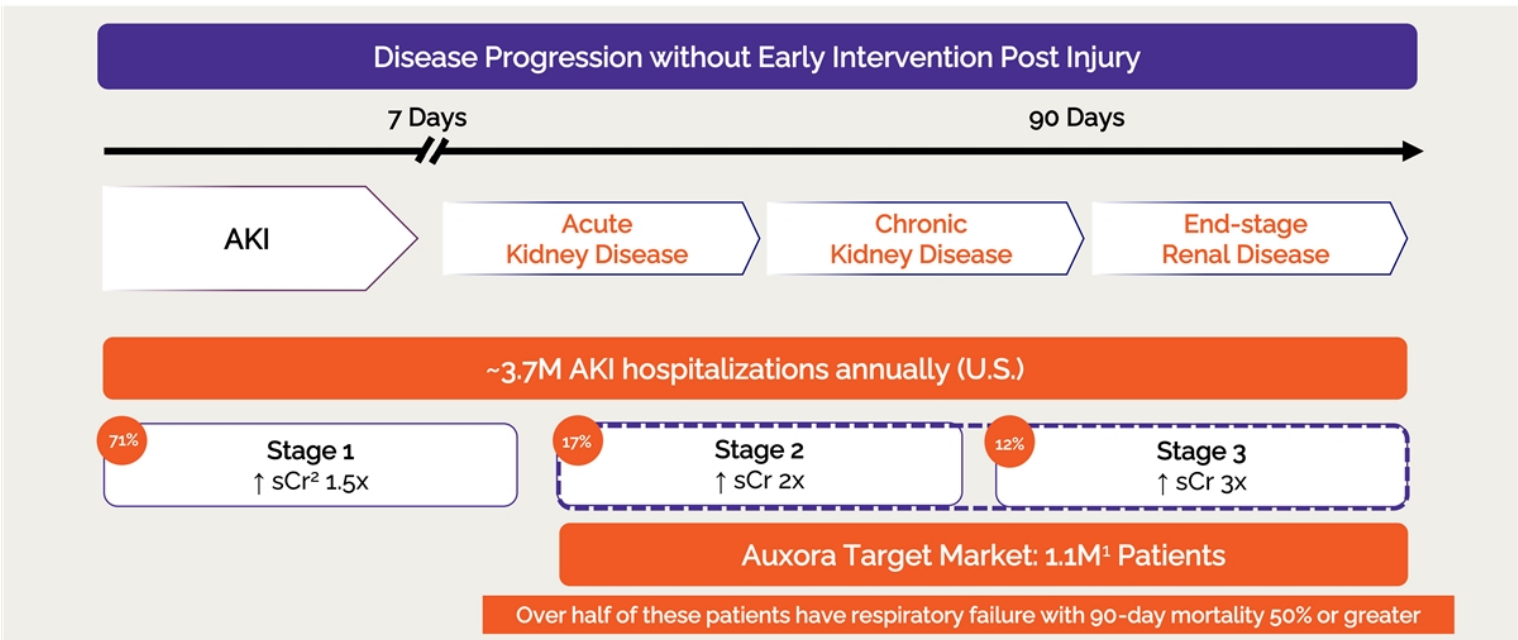 Disease Progression without Early Intervention Post Injury
7 Days
90 Days
AKI
Acute
Kidney Disease
Chronic
Kidney Disease
End-stage
Renal Disease
~3.7M AKI hospitalizations annually (U.S.)
71%
Stage 1
↑ sCr² 1.5x
17%
Stage 2
↑ sCr 2x
12%
Stage 3
↑ sCr 3x
Auxora Target Market: 1.1M¹ Patients
Over half of these patients have respiratory failure with 90-day mortality 50% or greater